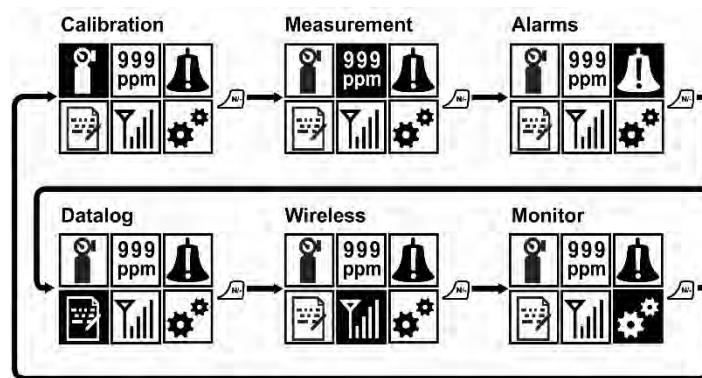 Calibration
999
ppm
N/-
Measurement
999
ppm
N/-
Alarms
999
ppm
N/-
Datalog
999
ppm
N/-
Wireless
999
ppm
N/-
Monitor
999
ppm
N/-